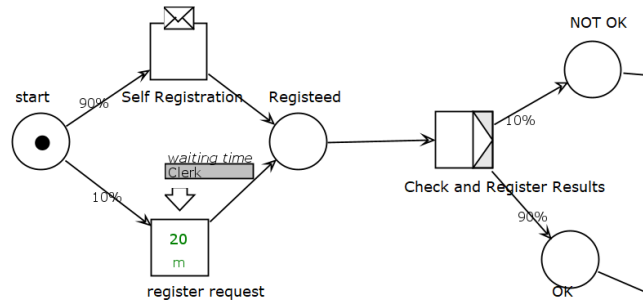 NOT OK
start
90%
Self Registration
Registeed
10%
waiting time
Clerk
Check and Register Results
10%
90%
20
m
OK
register request